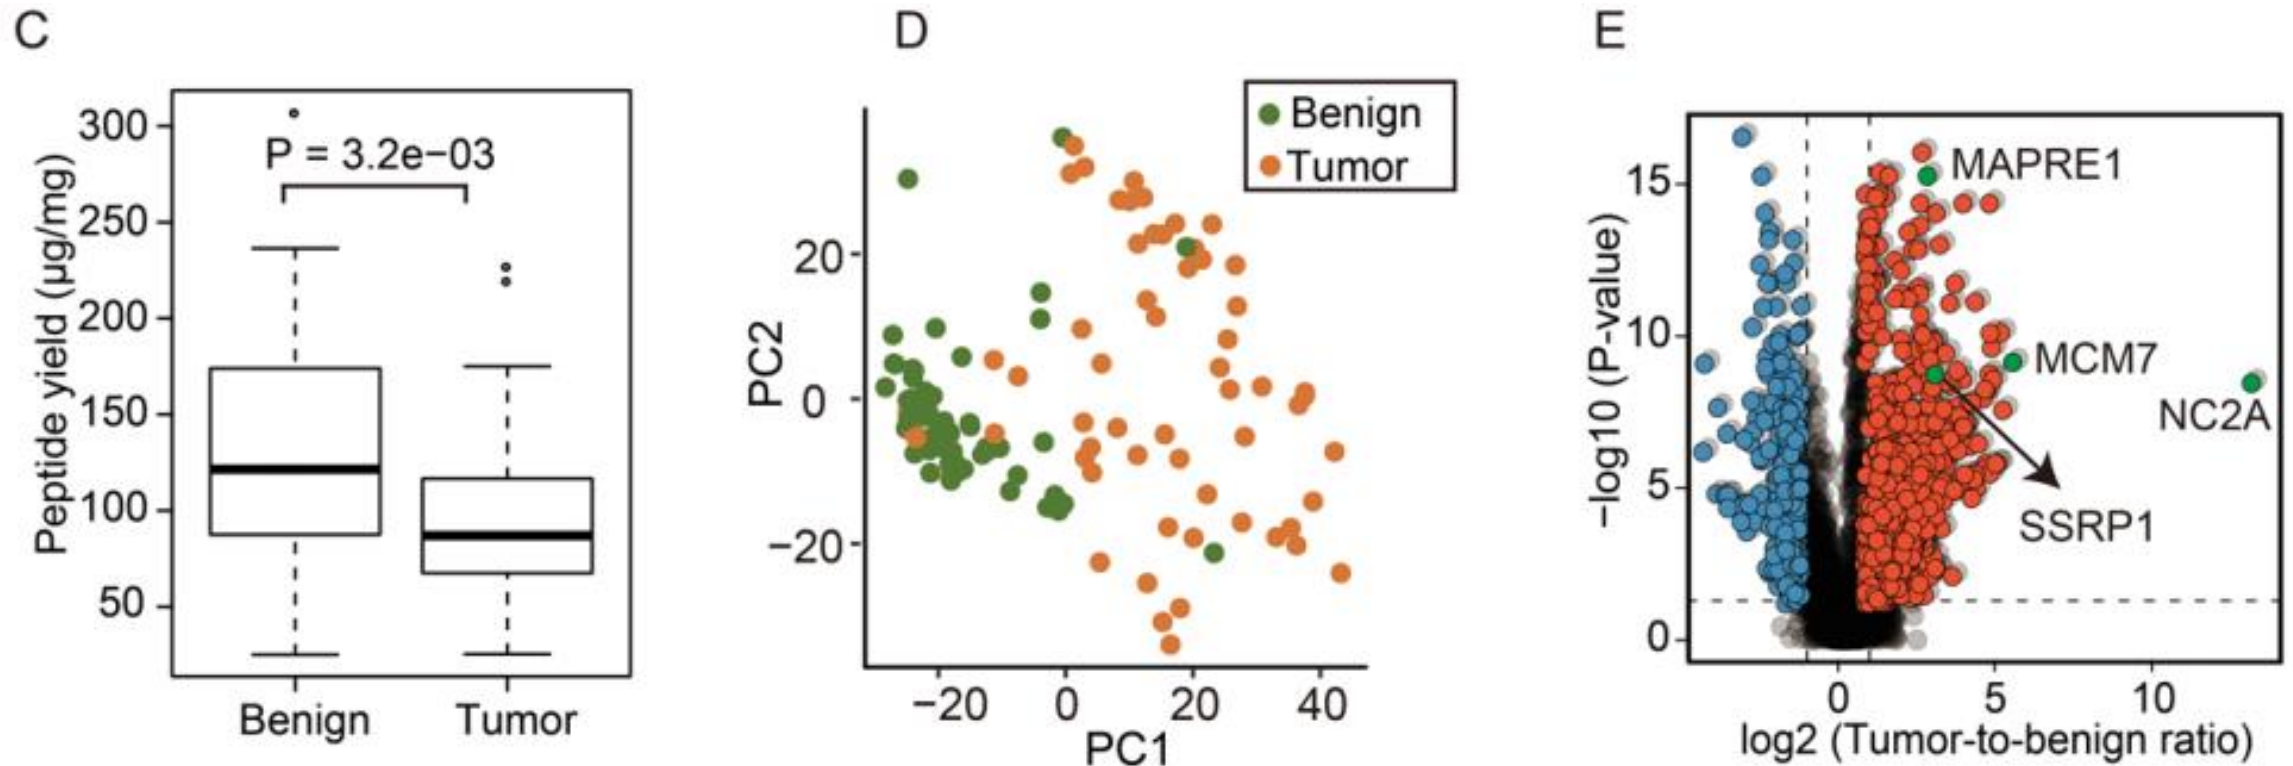 C
Peptide yield (µg/mg)
300
250
200
150
100
50
P = 3.2e−03
Benign
Tumor
D
Benign
Tumor
PC2
20
0
−20
−20
0
20
40
PC1
E
−log10 (P-value)
15
10
5
0
MAPRE1
MCM7
NC2A
SSRP1
0
5
10
log2 (Tumor-to-benign ratio)